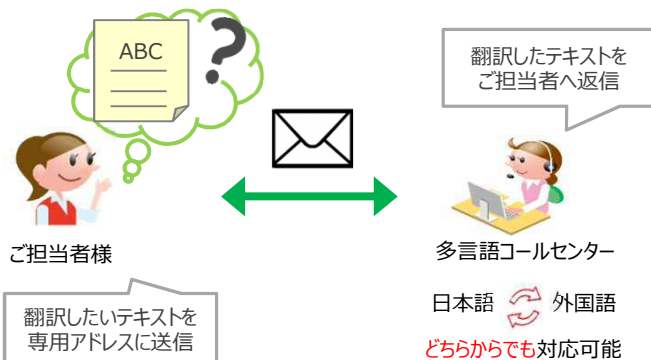 ABC
翻訳したテキストを
ご担当者へ返信
ご担当者様
多言語コールセンター
翻訳したいテキストを
専用アドレスに送信
日本語 外国語
どちらからでも対応可能